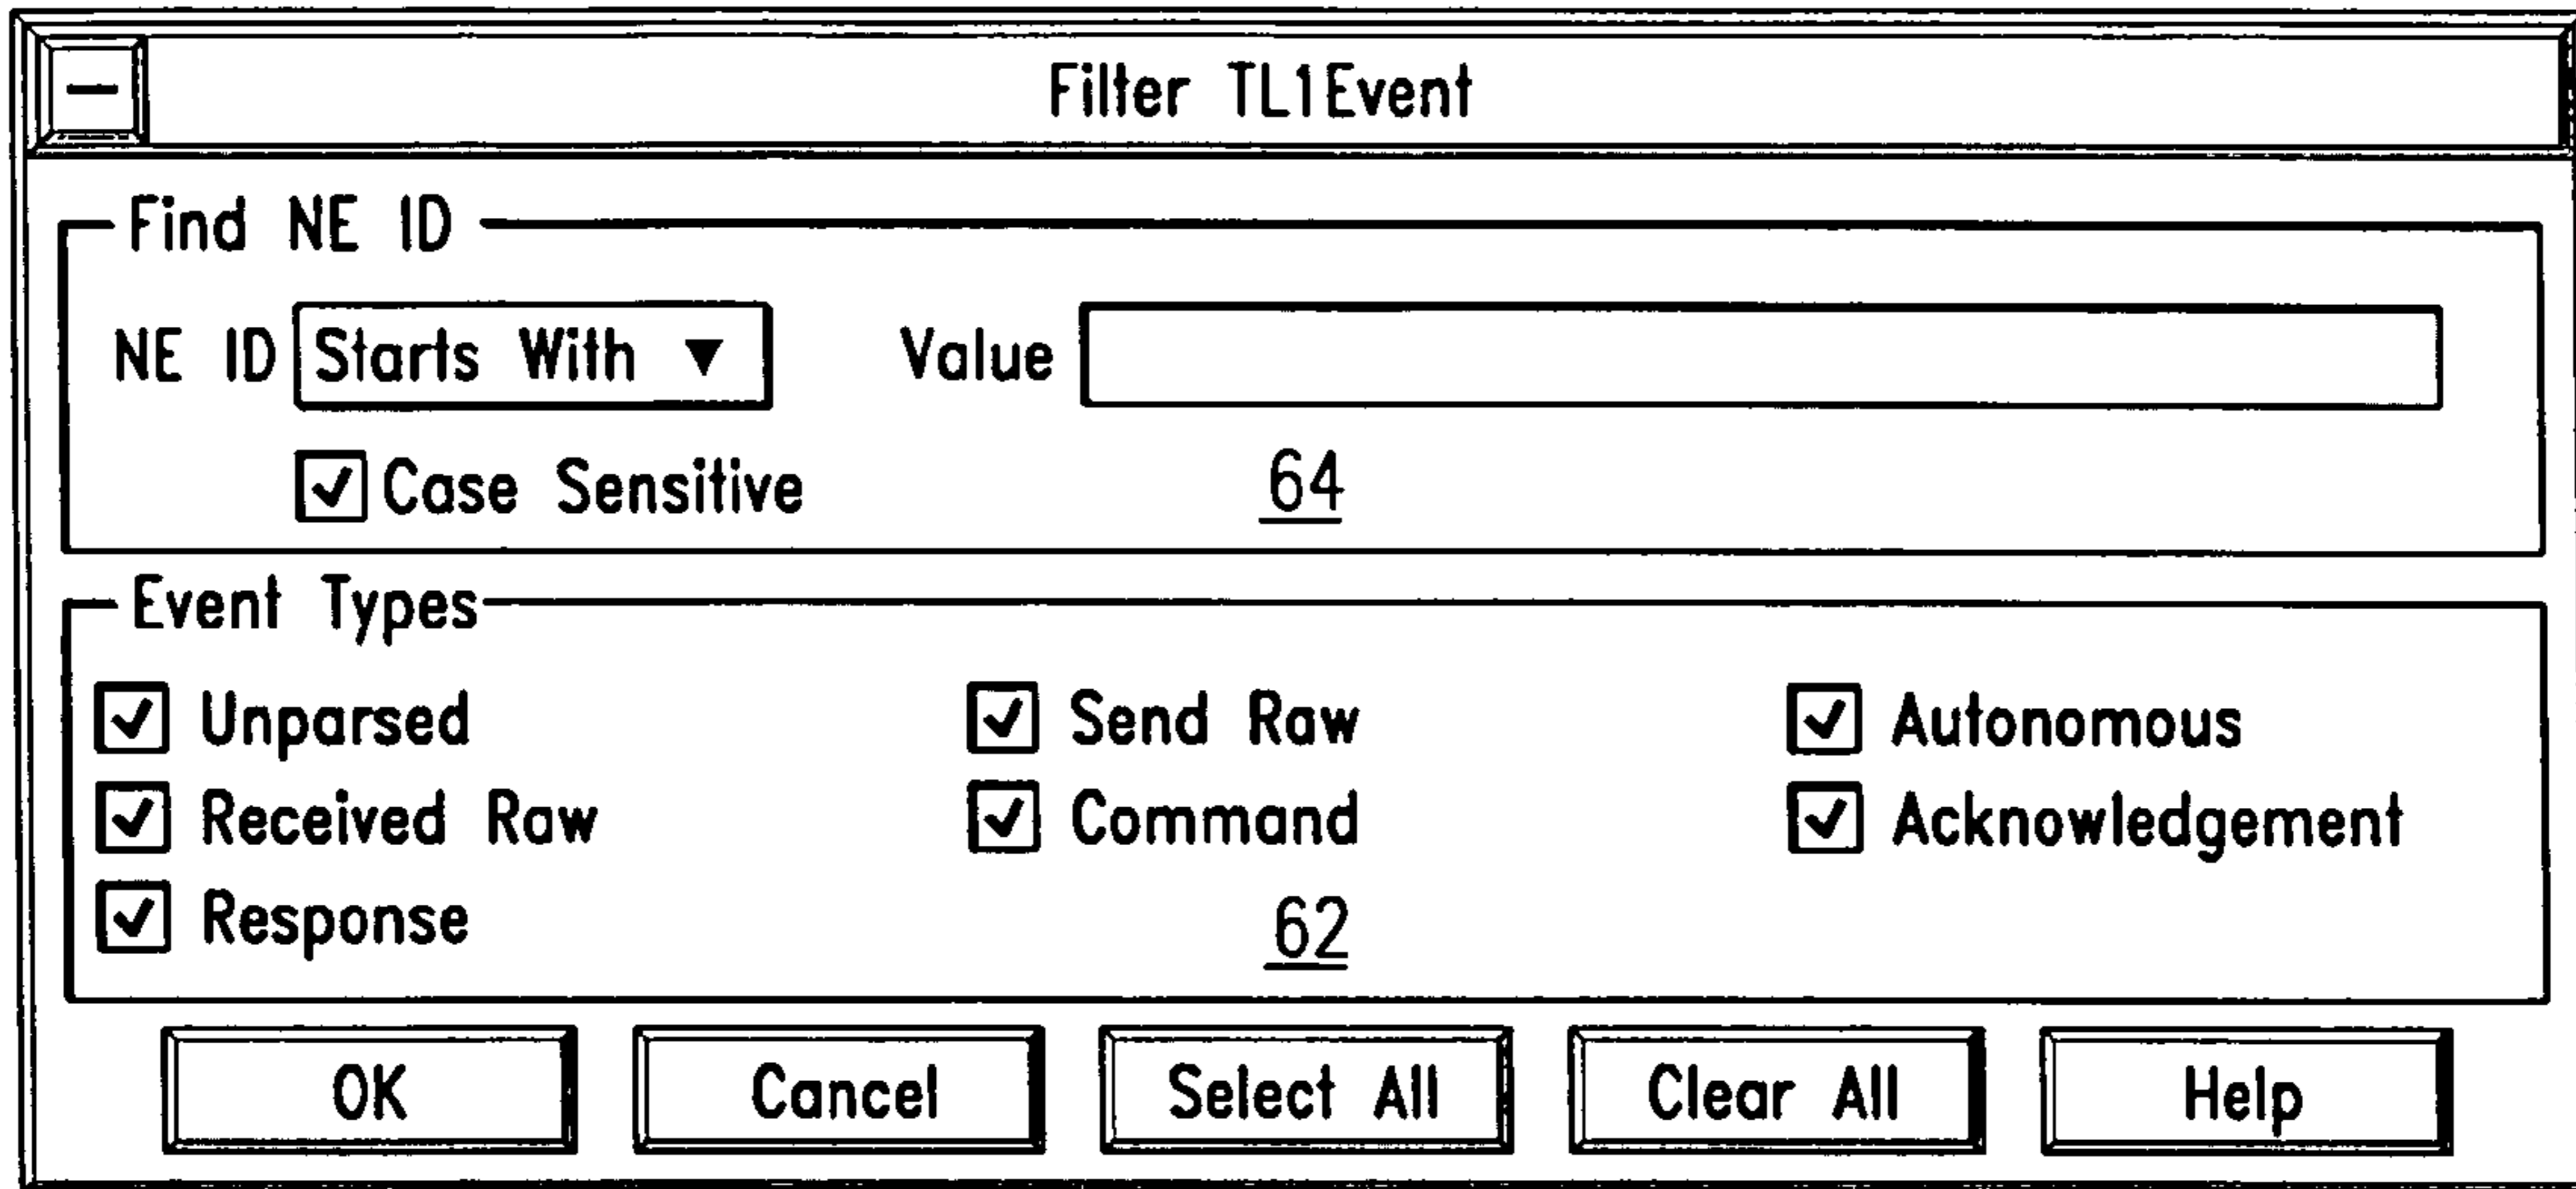 Filter TL1Event
Find NE ID
NE ID Starts With ▼ Value
Case Sensitive 64
Event Types
Unparsed Send Raw Autonomous
Received Raw Command Acknowledgement
Response 62
OK Cancel Select All Clear All Help